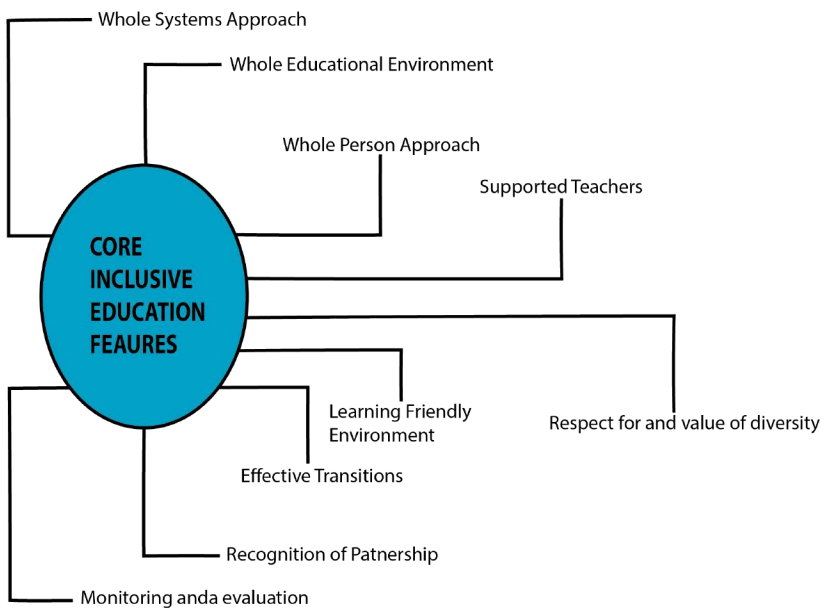 Whole Systems Approach
Whole Educational Environment
Whole Person Approach
Supported Teachers
CORE
INCLUSIVE
EDUCATION
FEAURES
Learning Friendly
Environment
Respect for and value of diversity
Effective Transitions
Recognition of Patnership
Monitoring anda evaluation